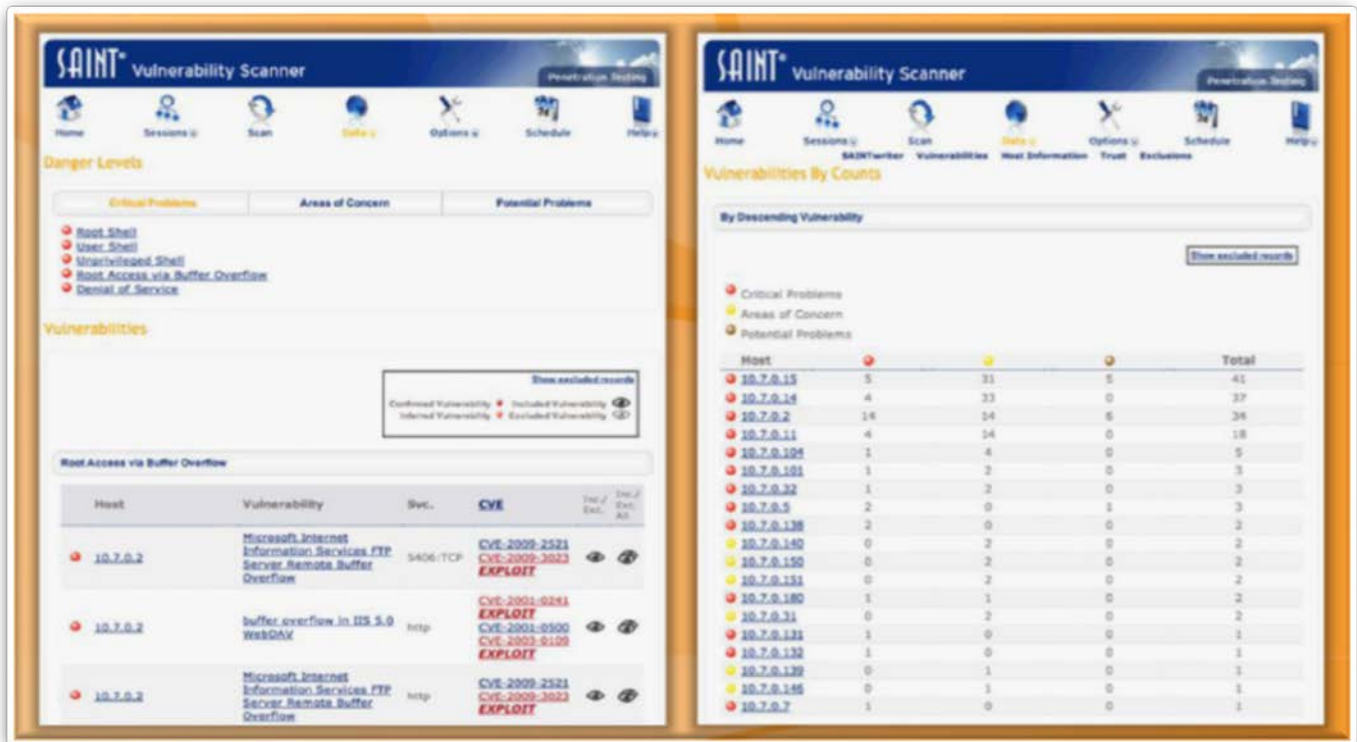 SAINT® Vulnerability Scanner
Penetration Testing
Home Sessions Scan Data Options Schedule Help
Danger Levels
Critical Problems Areas of Concern Potential Problems
Root Shell
User Shell
Unprivileged Shell
Root Access via Buffer Overflow
Denial of Service
Vulnerabilities
Show excluded records
Confirmed Vulnerability Included Vulnerability
Inferred Vulnerability Excluded Vulnerability
Root Access via Buffer Overflow
Host Vulnerability Svc. CVE Inc./ Exc. Inc./ Exc. All
10.7.0.2 Microsoft Internet
Information Services FTP
Server Remote Buffer
Overflow
5406:TCP
CVE-2009-2521
CVE-2009-3023
EXPLOIT
10.7.0.2 buffer overflow in IIS 5.0
WebDAV
http
CVE-2001-0241
EXPLOIT
CVE-2001-0500
CVE-2003-0109
EXPLOIT
10.7.0.2 Microsoft Internet
Information Services FTP
Server Remote Buffer
Overflow
http
CVE-2009-2521
CVE-2009-3023
EXPLOIT
SAINT® Vulnerability Scanner
Penetration Testing
Home Sessions Scan Data Options Schedule Help
SAINTwriter Vulnerabilities Host Information Trust Exclusions
Vulnerabilities By Counts
By Descending Vulnerability
Show excluded records
Critical Problems
Areas of Concern
Potential Problems
Host Total
10.7.0.15 5 31 5 41
10.7.0.14 4 33 0 37
10.7.0.2 14 14 6 34
10.7.0.11 4 14 0 18
10.7.0.104 1 4 0 5
10.7.0.101 1 2 0 3
10.7.0.32 1 2 0 3
10.7.0.5 2 0 1 3
10.7.0.138 2 0 0 2
10.7.0.140 0 2 0 2
10.7.0.150 0 2 0 2
10.7.0.151 0 2 0 2
10.7.0.180 1 1 0 2
10.7.0.31 0 2 0 2
10.7.0.131 1 0 0 1
10.7.0.132 1 0 0 1
10.7.0.139 0 1 0 1
10.7.0.146 0 1 0 1
10.7.0.7 1 0 0 1